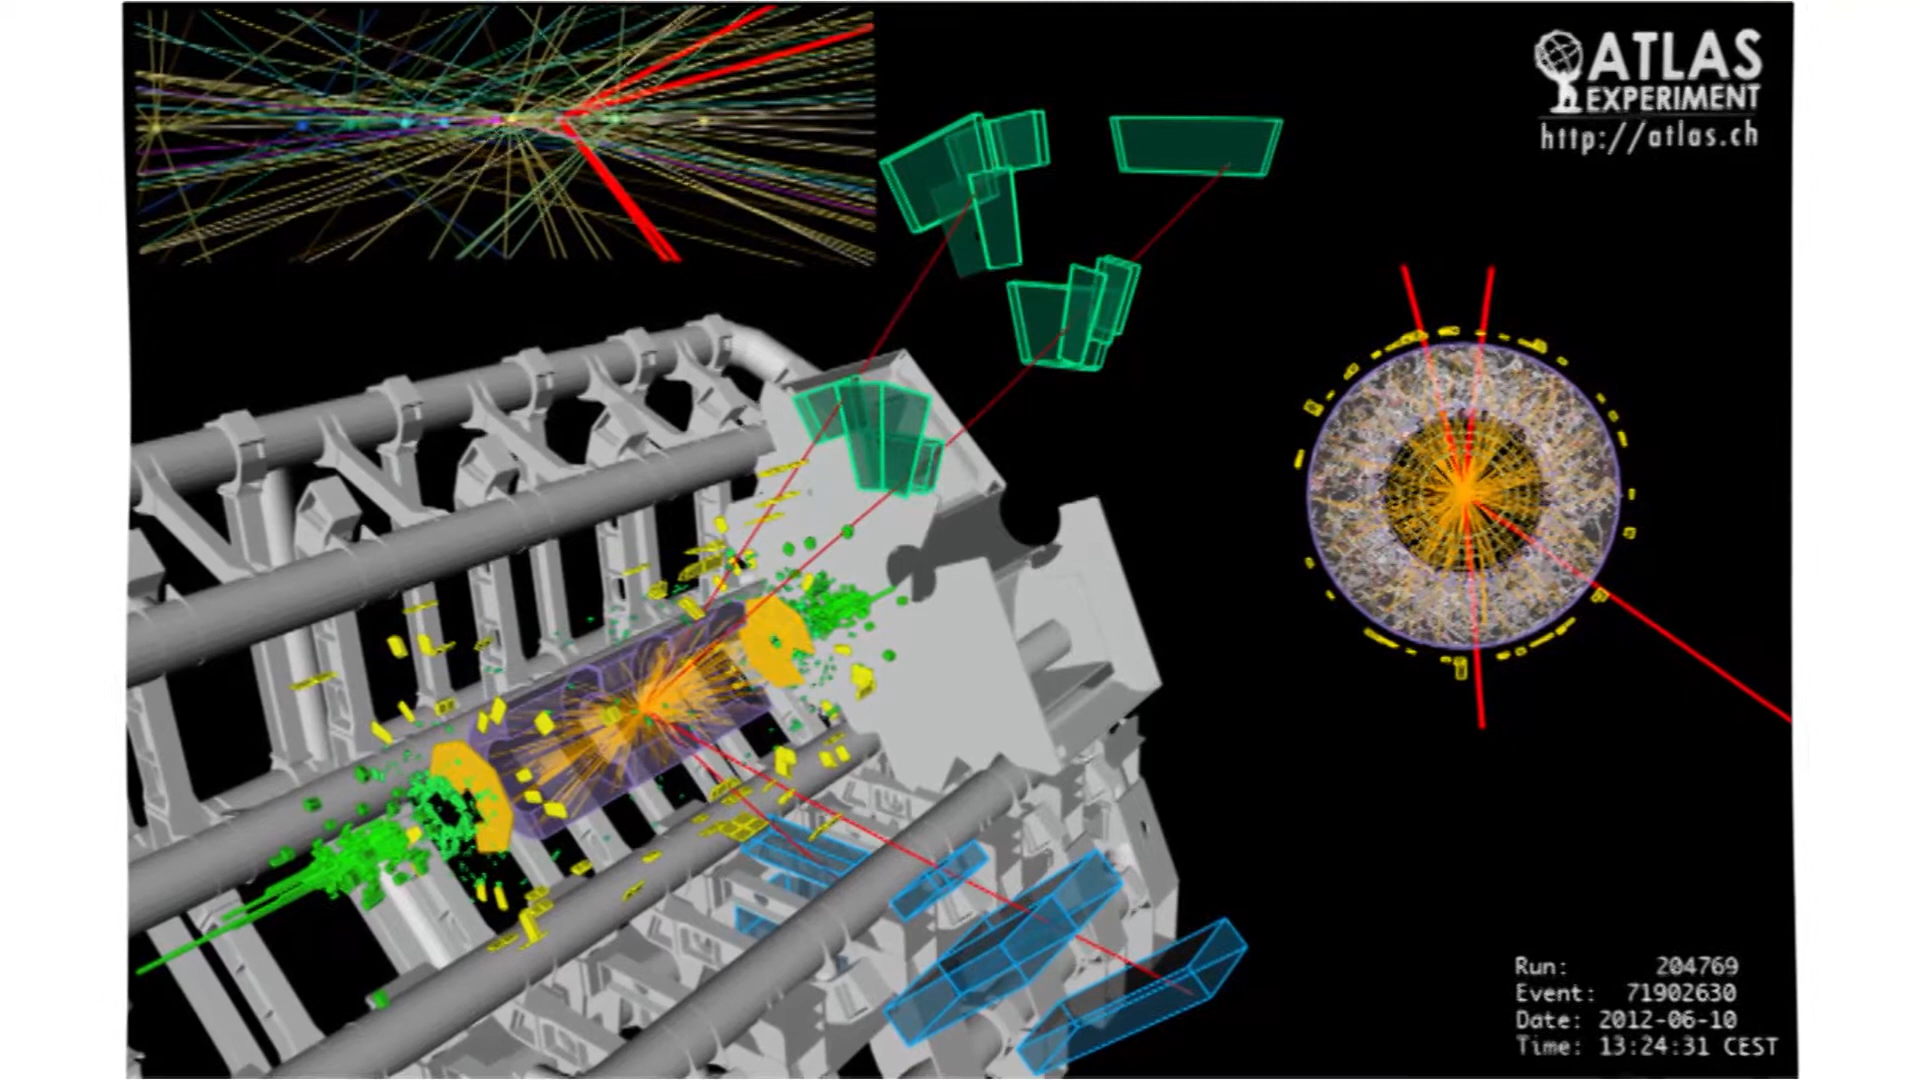 ATLAS
EXPERIMENT
http://atlas.ch
Run: 204769
Event: 71902630
Date: 2012-06-10
Time: 13:24:31 CEST